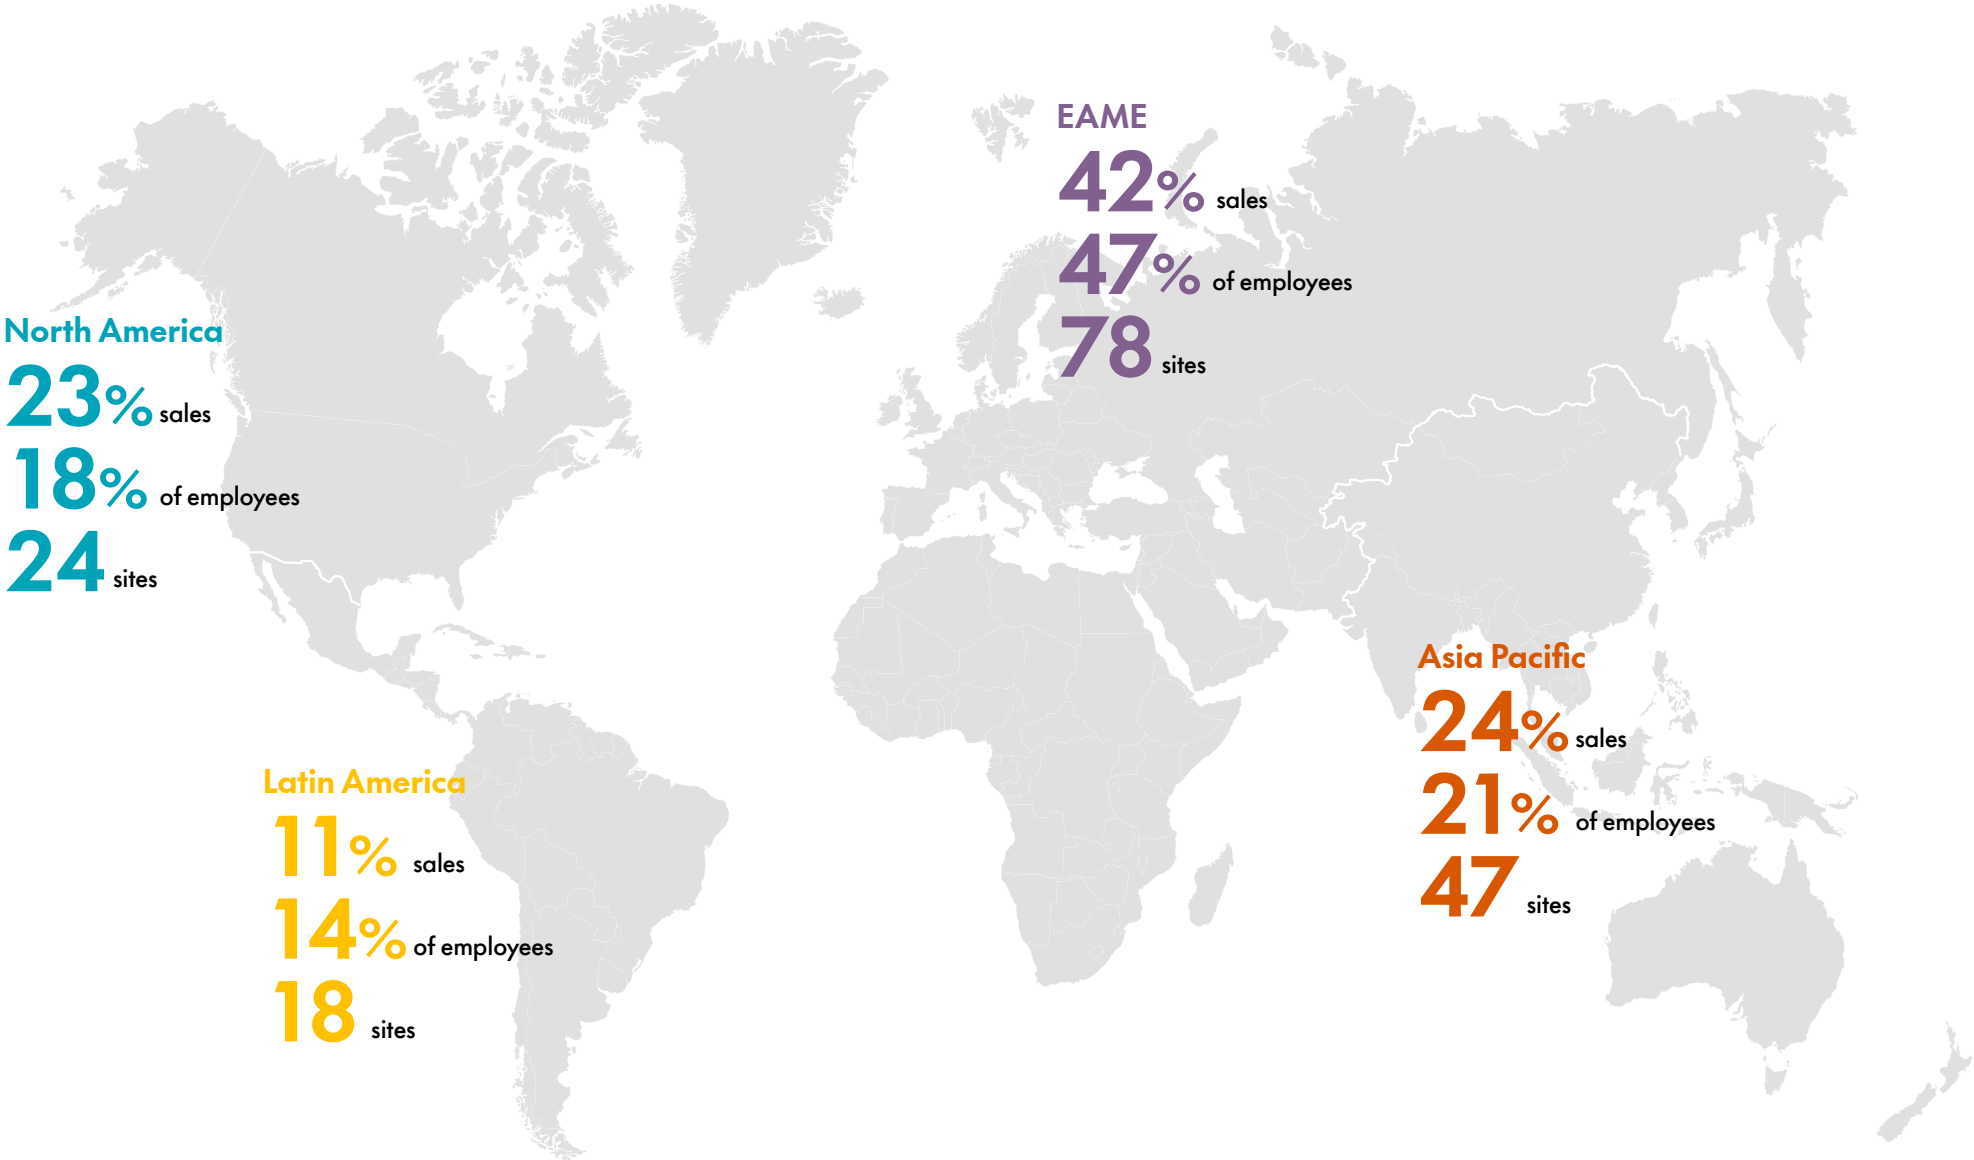 EAME
42% sales
47% of employees
78 sites
North America
23% sales
18% of employees
24 sites
Asia Pacific
24% sales
21% of employees
47 sites
Latin America
11% sales
14% of employees
18 sites